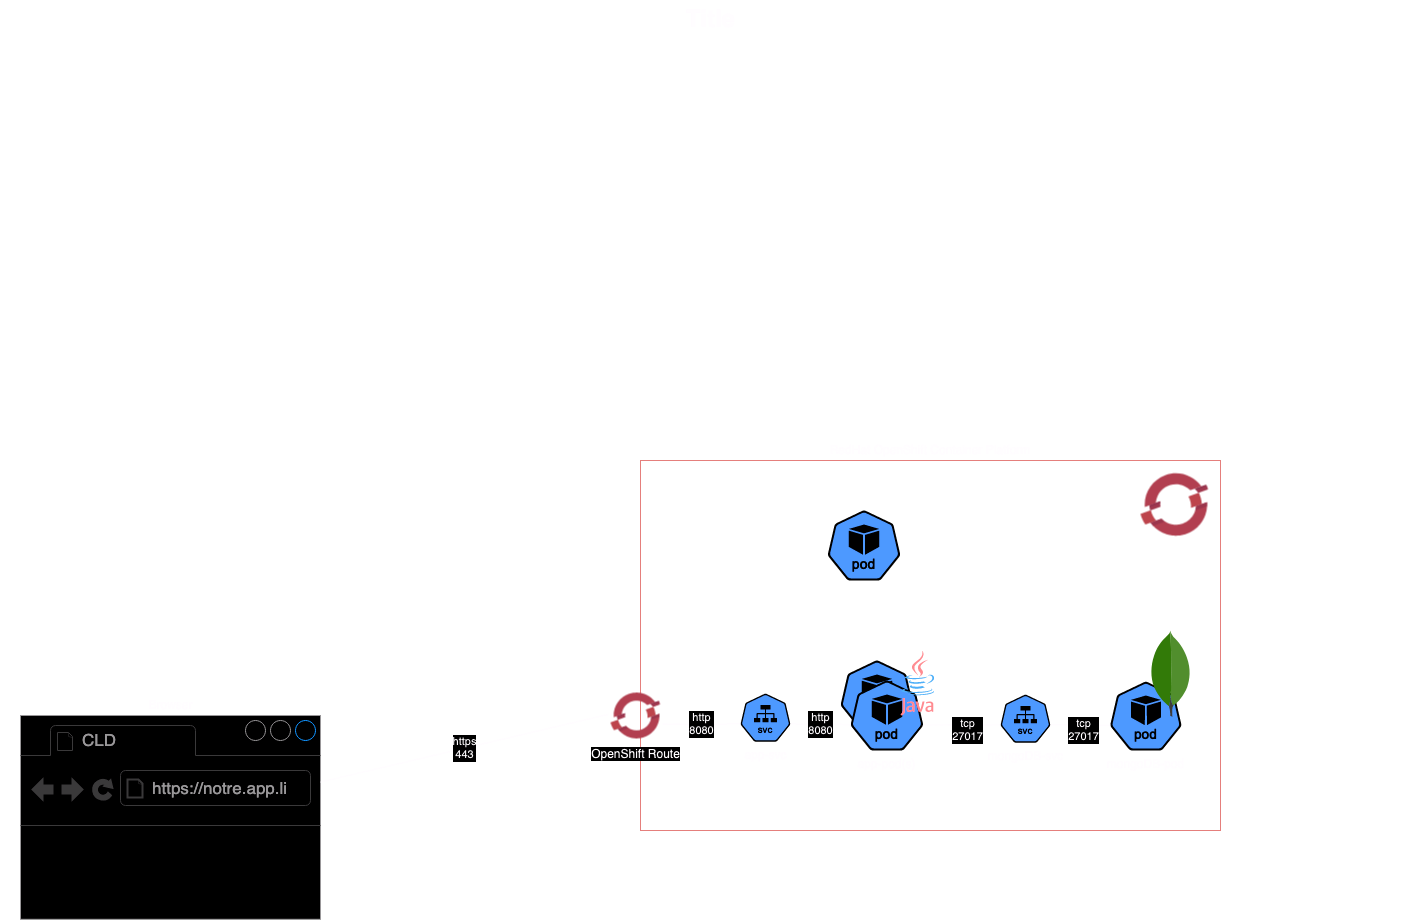 pod
Java
http
8080
svc
http
8080
pod
tcp
27017
svc
tcp
27017
pod
https
443
OpenShift Route
CLD
https://notre.app.li